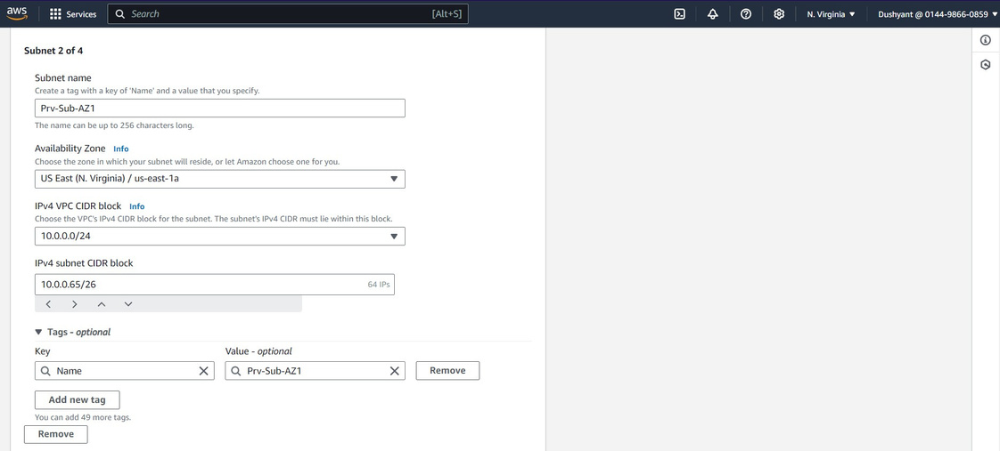 aws Services Search [Alt+S] N. Virginia Dushyant @ 0144-9866-0859
Subnet 2 of 4
Subnet name
Create a tag with a key of 'Name' and a value that you specify.
Prv-Sub-AZ1
The name can be up to 256 characters long.
Availability Zone Info
Choose the zone in which your subnet will reside, or let Amazon choose one for you.
US East (N. Virginia) / us-east-1a
IPv4 VPC CIDR block Info
Choose the VPC's IPv4 CIDR block for the subnet. The subnet's IPv4 CIDR must lie within this block.
10.0.0.0/24
IPv4 subnet CIDR block
10.0.0.65/26 64 IPs
Tags - optional
Key Value - optional
Name Prv-Sub-AZ1 Remove
Add new tag
You can add 49 more tags.
Remove